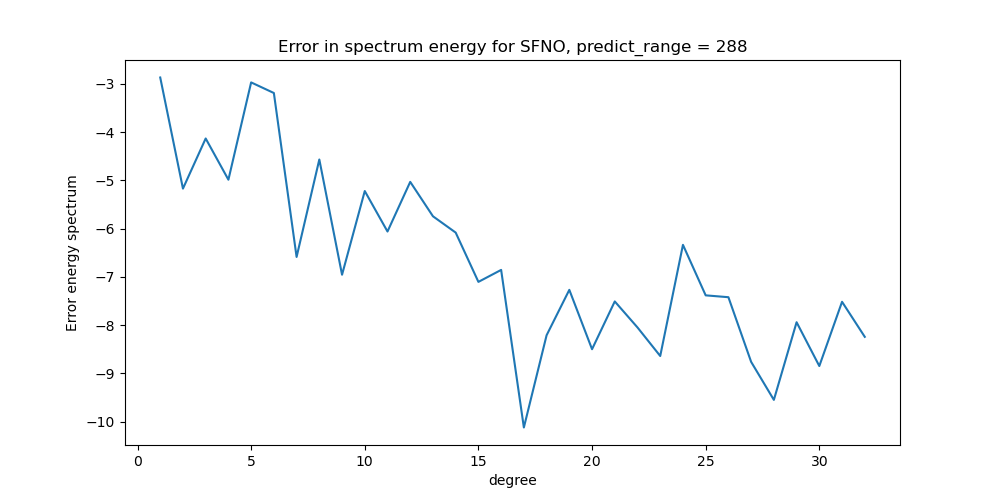 Error in spectrum energy for SFNO, predict_range = 288
Error energy spectrum
−3
−4
−5
−6
−7
−8
−9
−10
0 5 10 15 20 25 30
degree